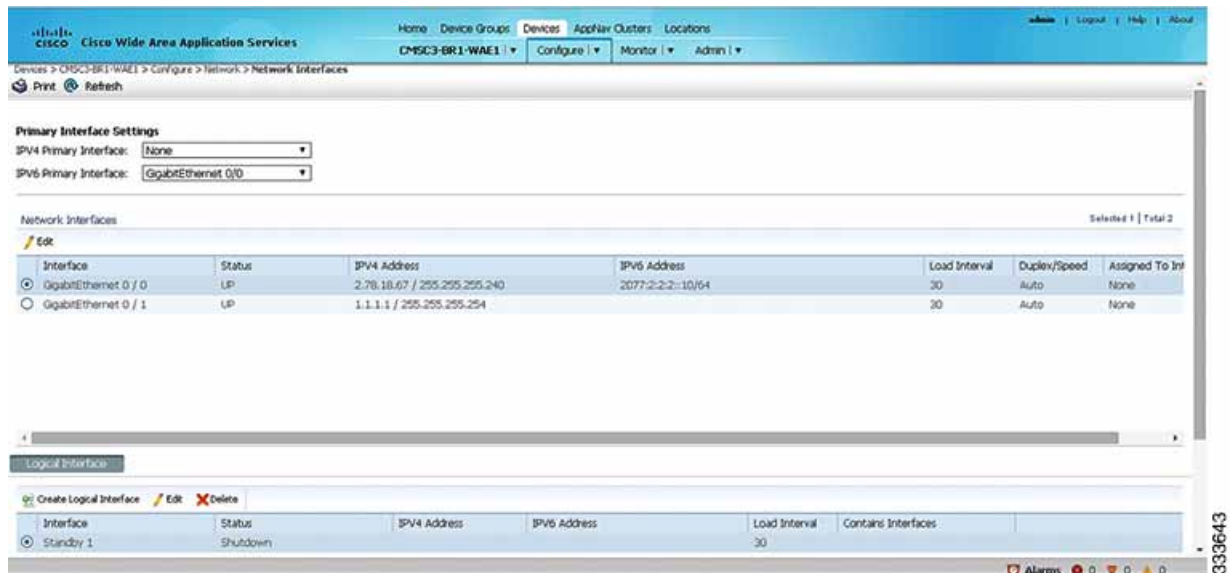 cisco Cisco Wide Area Application Services
Home Device Groups Devices AppNav Clusters Locations
admin | Logout | Help | About
CMSC3-BR1-WAE1 Configure Monitor Admin
Devices > CMSC3-BR1-WAE1 > Configure > Network > Network Interfaces
Print Refresh
Primary Interface Settings
IPV4 Primary Interface: None
IPV6 Primary Interface: GigabitEthernet 0/0
Network Interfaces Selected 1 | Total 2
Edit
Interface Status IPV4 Address IPV6 Address Load Interval Duplex/Speed Assigned To Int
GigabitEthernet 0 / 0 UP 2.78.18.67 / 255.255.255.240 2077:2:2:2::10/64 30 Auto None
GigabitEthernet 0 / 1 UP 1.1.1.1 / 255.255.255.254 30 Auto None
Logical Interface
Create Logical Interface Edit Delete
Interface Status IPV4 Address IPV6 Address Load Interval Contains Interfaces
Standby 1 Shutdown 30
Alarms 0 0 0
333643